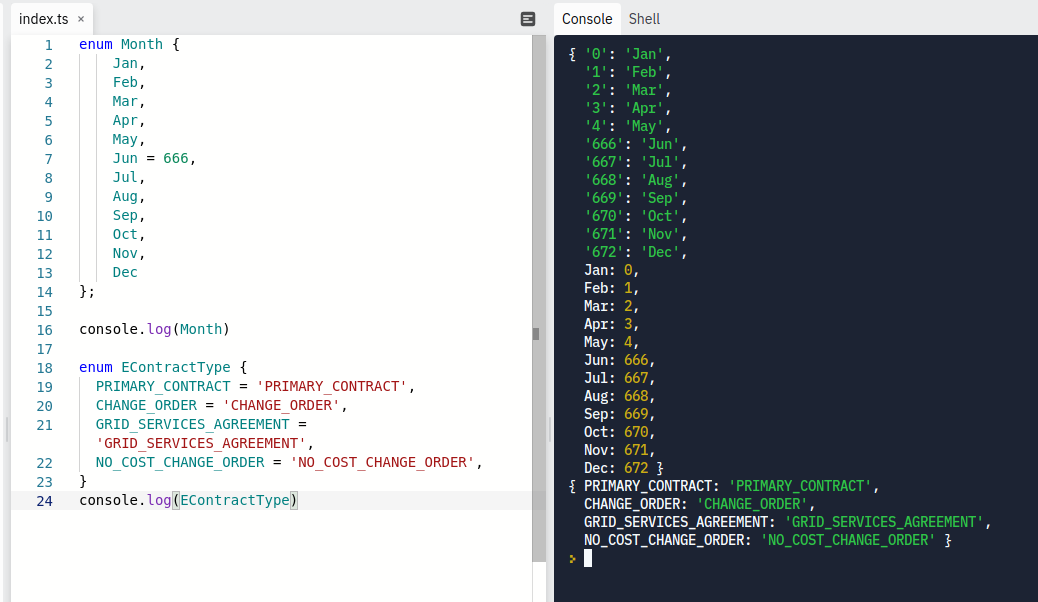 index.ts ×
1 enum Month {
2     Jan,
3     Feb,
4     Mar,
5     Apr,
6     May,
7     Jun = 666,
8     Jul,
9     Aug,
10     Sep,
11     Oct,
12     Nov,
13     Dec
14 };
15
16 console.log(Month)
17
18 enum EContractType {
19   PRIMARY_CONTRACT = 'PRIMARY_CONTRACT',
20   CHANGE_ORDER = 'CHANGE_ORDER',
21   GRID_SERVICES_AGREEMENT =
  'GRID_SERVICES_AGREEMENT',
22   NO_COST_CHANGE_ORDER = 'NO_COST_CHANGE_ORDER',
23 }
24 console.log(EContractType)
Console Shell
{ '0': 'Jan',
  '1': 'Feb',
  '2': 'Mar',
  '3': 'Apr',
  '4': 'May',
  '666': 'Jun',
  '667': 'Jul',
  '668': 'Aug',
  '669': 'Sep',
  '670': 'Oct',
  '671': 'Nov',
  '672': 'Dec',
  Jan: 0,
  Feb: 1,
  Mar: 2,
  Apr: 3,
  May: 4,
  Jun: 666,
  Jul: 667,
  Aug: 668,
  Sep: 669,
  Oct: 670,
  Nov: 671,
  Dec: 672 }
{ PRIMARY_CONTRACT: 'PRIMARY_CONTRACT',
  CHANGE_ORDER: 'CHANGE_ORDER',
  GRID_SERVICES_AGREEMENT: 'GRID_SERVICES_AGREEMENT',
  NO_COST_CHANGE_ORDER: 'NO_COST_CHANGE_ORDER' }
>